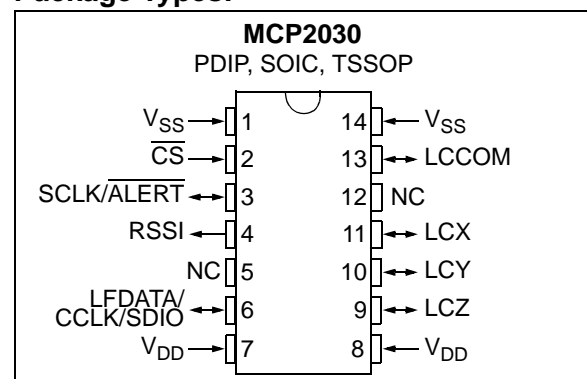 Package Types:
MCP2030
PDIP, SOIC, TSSOP
VSS 1 14 VSS
CS 2 13 LCCOM
SCLK/ALERT 3 12 NC
RSSI 4 11 LCX
NC 5 10 LCY
LFDATA/
CCLK/SDIO 6 9 LCZ
VDD 7 8 VDD